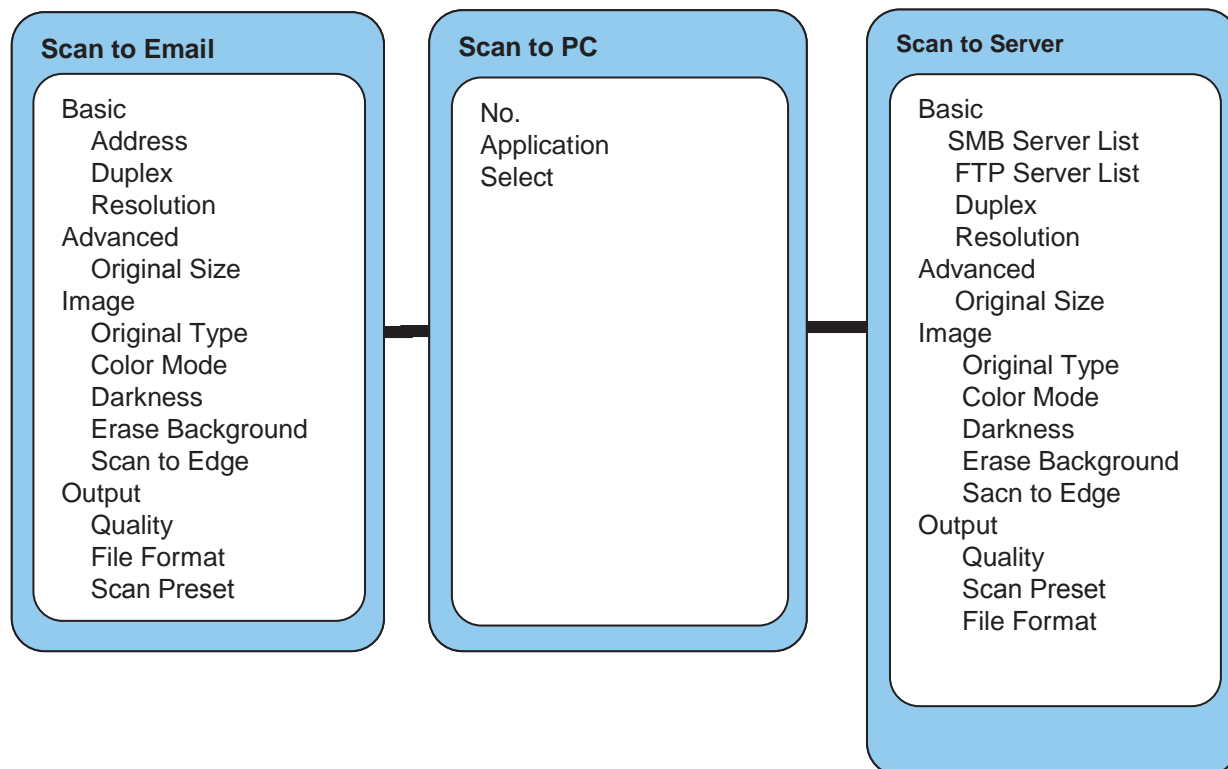 Scan to Email
Basic
Address
Duplex
Resolution
Advanced
Original Size
Image
Original Type
Color Mode
Darkness
Erase Background
Scan to Edge
Output
Quality
File Format
Scan Preset
Scan to PC
No.
Application
Select
Scan to Server
Basic
SMB Server List
FTP Server List
Duplex
Resolution
Advanced
Original Size
Image
Original Type
Color Mode
Darkness
Erase Background
Sacn to Edge
Output
Quality
Scan Preset
File Format